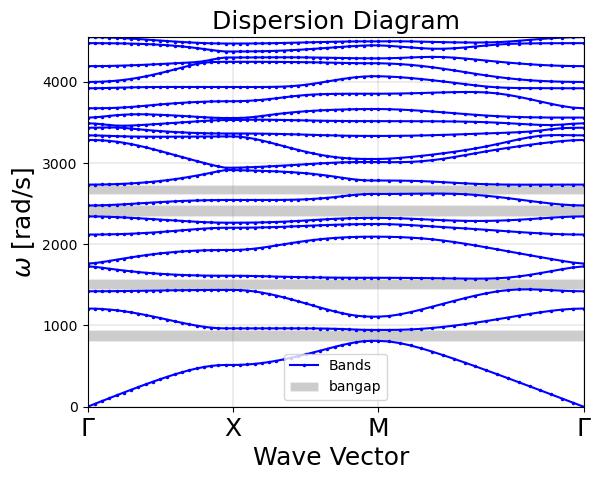 Dispersion Diagram
ω [rad/s]
4000
3000
2000
1000
0
Bands
bangap
Γ X M Γ
Wave Vector